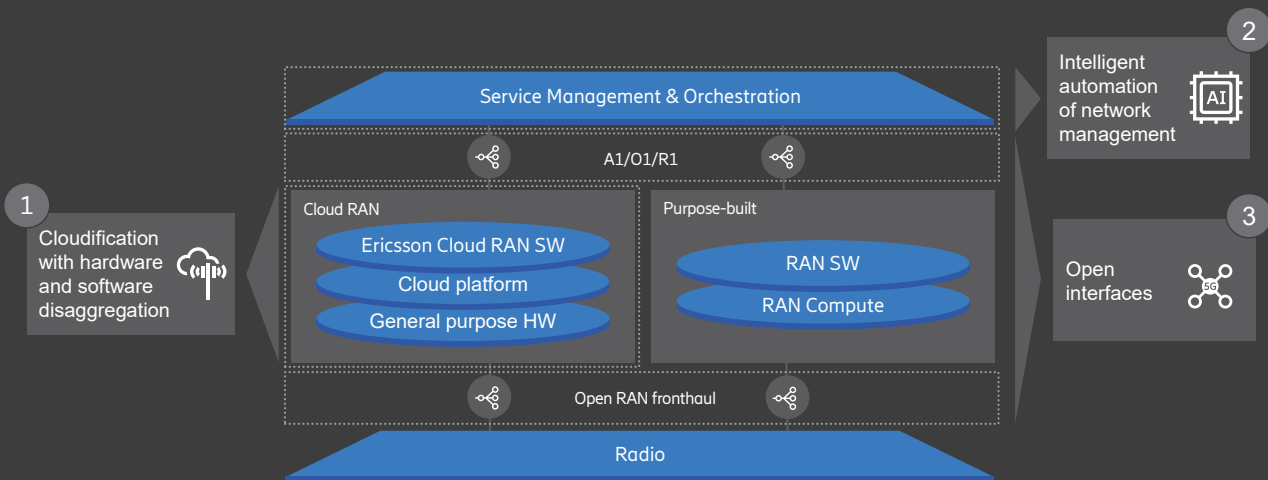 Service Management & Orchestration
A1/O1/R1
1
Cloudification
with hardware
and software
disaggregation
Cloud RAN
Ericsson Cloud RAN SW
Cloud platform
General purpose HW
Purpose-built
RAN SW
RAN Compute
Open RAN fronthaul
Radio
2
Intelligent
automation
of network
management
AI
3
Open
interfaces
5G